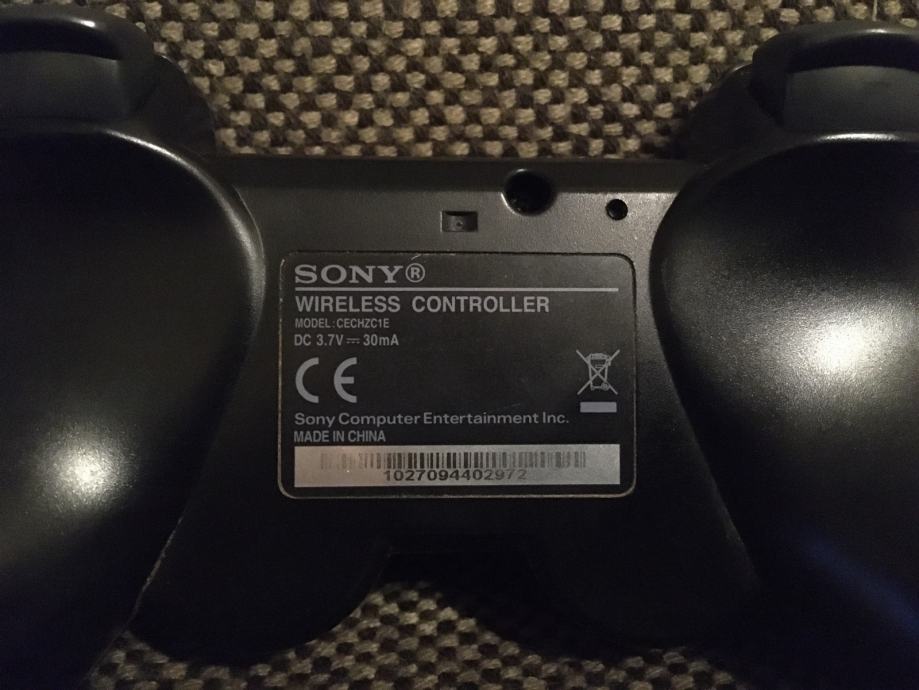 SONY®
WIRELESS CONTROLLER
MODEL: CECHZC1E
DC 3.7V ⎓ 30mA
CE
Sony Computer Entertainment Inc.
MADE IN CHINA
1027094402972